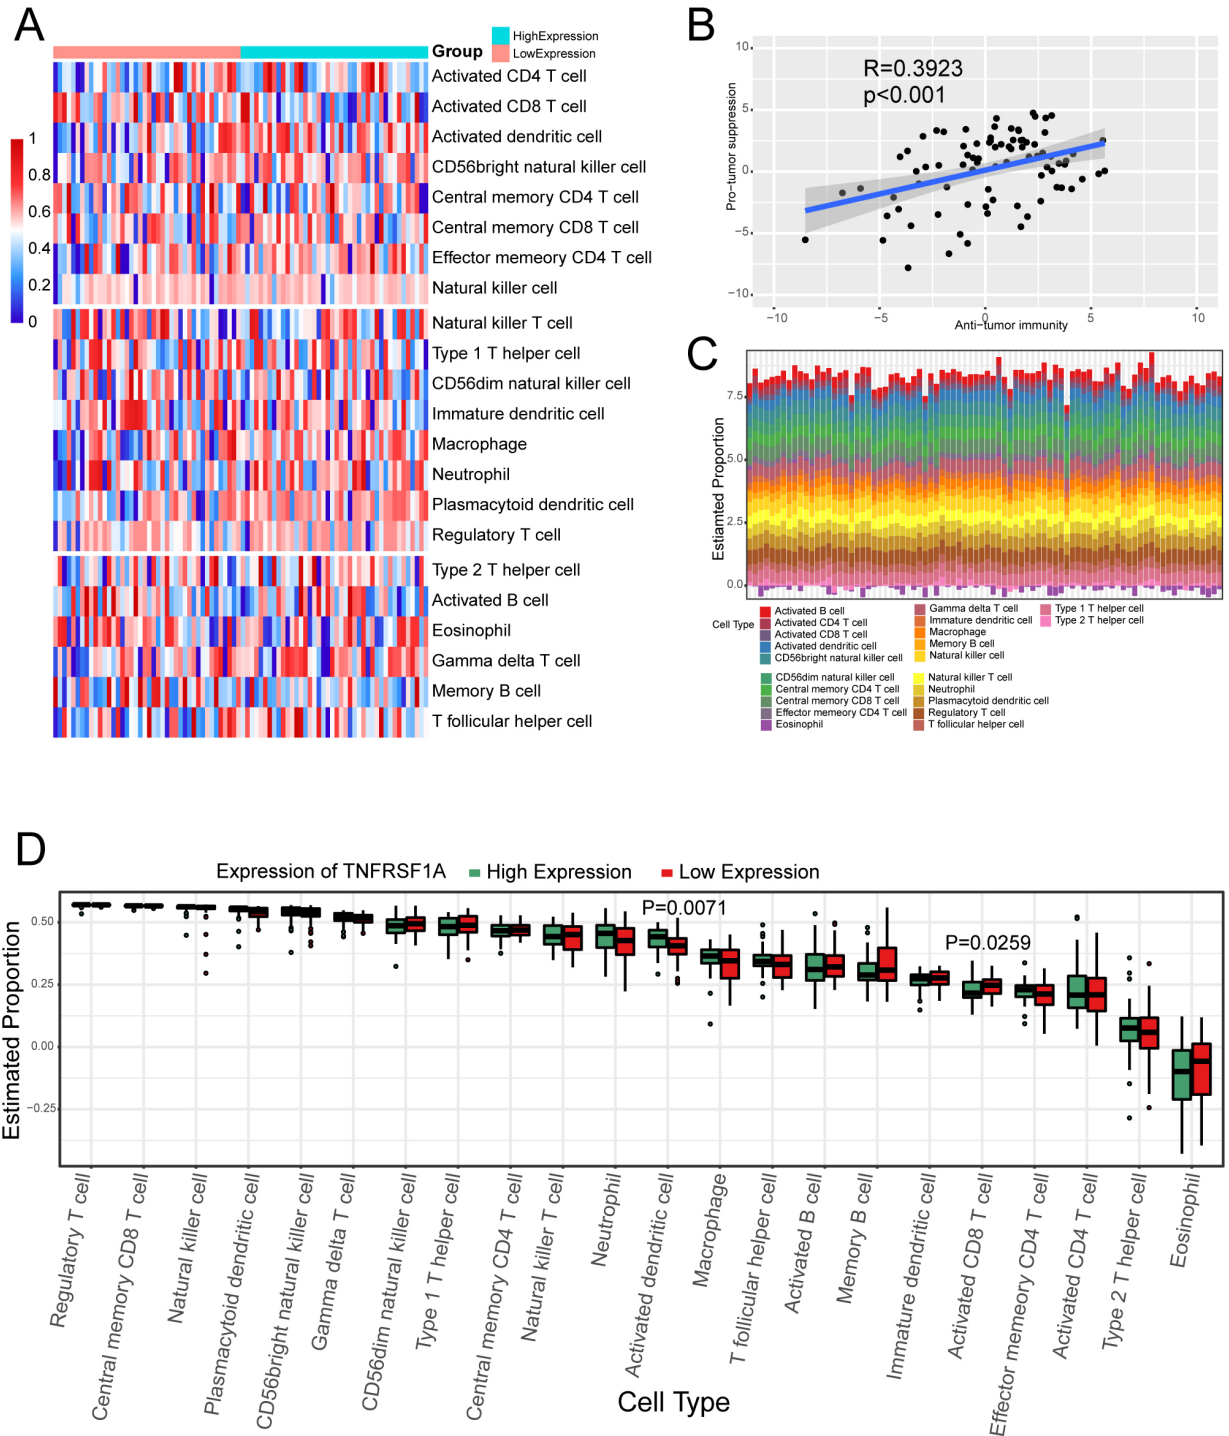 A
HighExpression
LowExpression
Group
Activated CD4 T cell
Activated CD8 T cell
Activated dendritic cell
CD56bright natural killer cell
Central memory CD4 T cell
Central memory CD8 T cell
Effector memeory CD4 T cell
Natural killer cell
Natural killer T cell
Type 1 T helper cell
CD56dim natural killer cell
Immature dendritic cell
Macrophage
Neutrophil
Plasmacytoid dendritic cell
Regulatory T cell
Type 2 T helper cell
Activated B cell
Eosinophil
Gamma delta T cell
Memory B cell
T follicular helper cell
1
0.8
0.6
0.4
0.2
0
B
R=0.3923
p<0.001
Pro-tumor suppression
10
5
0
−5
−10
−10
−5
0
5
10
Anti-tumor immunity
C
Estiamted Proportion
7.5
5.0
2.5
0.0
Cell Type
Activated B cell
Activated CD4 T cell
Activated CD8 T cell
Activated dendritic cell
CD56bright natural killer cell
CD56dim natural killer cell
Central memory CD4 T cell
Central memory CD8 T cell
Effector memeory CD4 T cell
Eosinophil
Gamma delta T cell
Immature dendritic cell
Macrophage
Memory B cell
Natural killer cell
Natural killer T cell
Neutrophil
Plasmacytoid dendritic cell
Regulatory T cell
T follicular helper cell
Type 1 T helper cell
Type 2 T helper cell
D
Expression of TNFRSF1A
High Expression
Low Expression
P=0.0071
P=0.0259
Estimated Proportion
0.50
0.25
0.00
−0.25
Regulatory T cell
Central memory CD8 T cell
Natural killer cell
Plasmacytoid dendritic cell
CD56bright natural killer cell
Gamma delta T cell
CD56dim natural killer cell
Type 1 T helper cell
Central memory CD4 T cell
Natural killer T cell
Neutrophil
Activated dendritic cell
Macrophage
T follicular helper cell
Activated B cell
Memory B cell
Immature dendritic cell
Activated CD8 T cell
Effector memeory CD4 T cell
Activated CD4 T cell
Type 2 T helper cell
Eosinophil
Cell Type